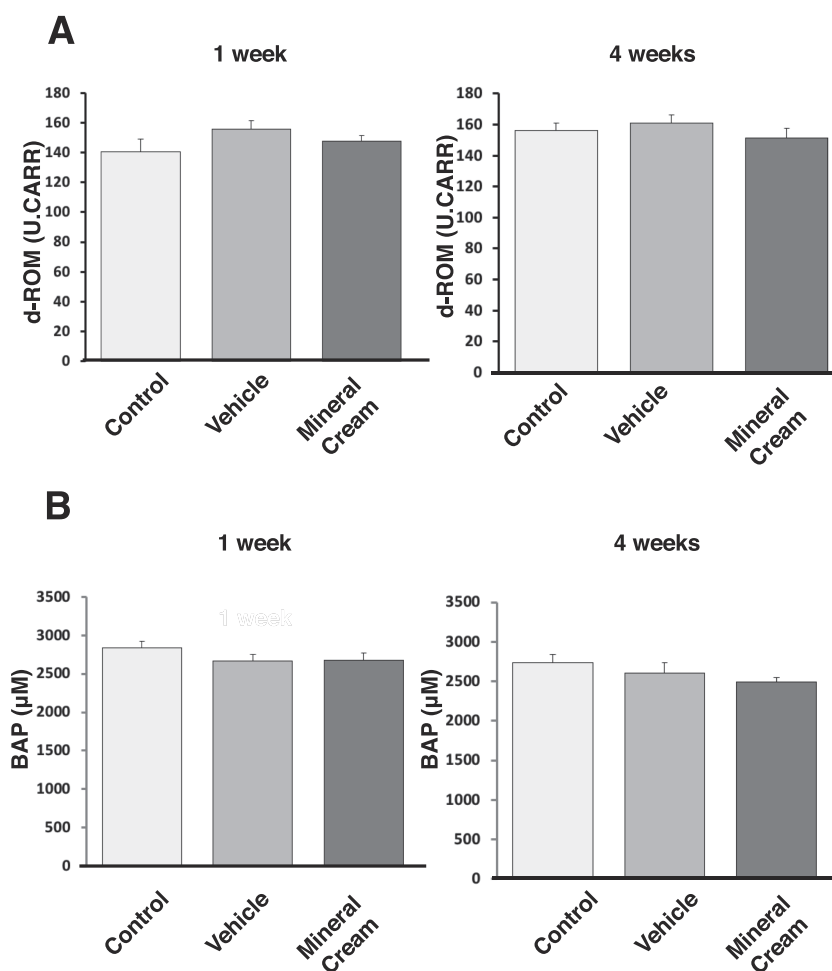 A
1 week
4 weeks
d-ROM (U.CARR)
180
160
140
120
100
80
60
40
20
0
Control
Vehicle
Mineral
Cream
d-ROM (U.CARR)
180
160
140
120
100
80
60
40
20
0
Control
Vehicle
Mineral
Cream
B
1 week
4 weeks
BAP (µM)
3500
3000
2500
2000
1500
1000
500
0
1 week
Control
Vehicle
Mineral
Cream
BAP (µM)
3500
3000
2500
2000
1500
1000
500
0
Control
Vehicle
Mineral
Cream